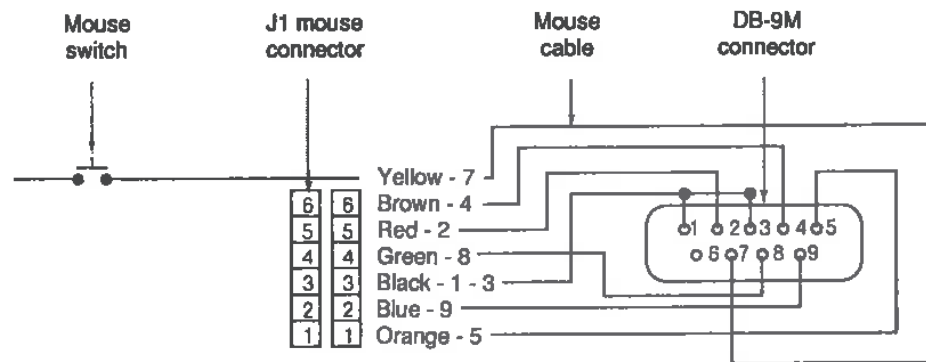 Mouse
switch
J1 mouse
connector
Mouse
cable
DB-9M
connector
Yellow - 7
6 6 Brown - 4
5 5 Red - 2
4 4 Green - 8
3 3 Black - 1 - 3
2 2 Blue - 9
1 1 Orange - 5
1 2 3 4 5
6 7 8 9